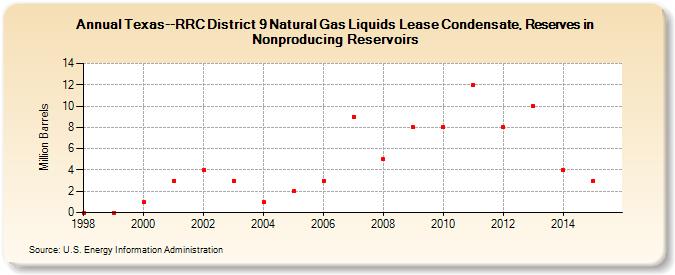 Annual Texas--RRC District 9 Natural Gas Liquids Lease Condensate, Reserves in
Nonproducing Reservoirs
Million Barrels
14
12
10
8
6
4
2
0
1998 2000 2002 2004 2006 2008 2010 2012 2014
Source: U.S. Energy Information Administration